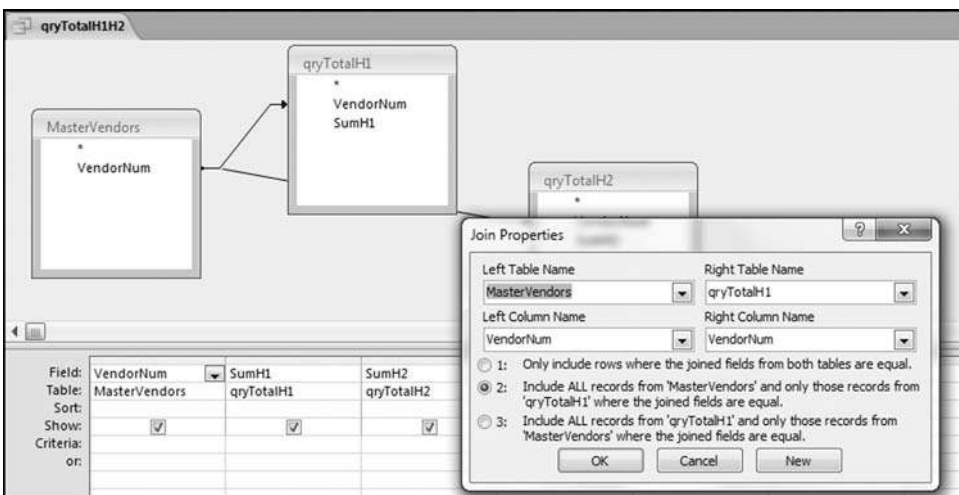 qryTotalH1H2
qryTotalH1
*
VendorNum
SumH1
MasterVendors
*
VendorNum
qryTotalH2
*
Join Properties
Left Table Name
Right Table Name
MasterVendors
qryTotalH1
Left Column Name
Right Column Name
VendorNum
VendorNum
1: Only include rows where the joined fields from both tables are equal.
2: Include ALL records from 'MasterVendors' and only those records from
'qryTotalH1' where the joined fields are equal.
3: Include ALL records from 'qryTotalH1' and only those records from
'MasterVendors' where the joined fields are equal.
OK Cancel New
Field: VendorNum SumH1 SumH2
Table: MasterVendors qryTotalH1 qryTotalH2
Sort:
Show:
Criteria:
or: